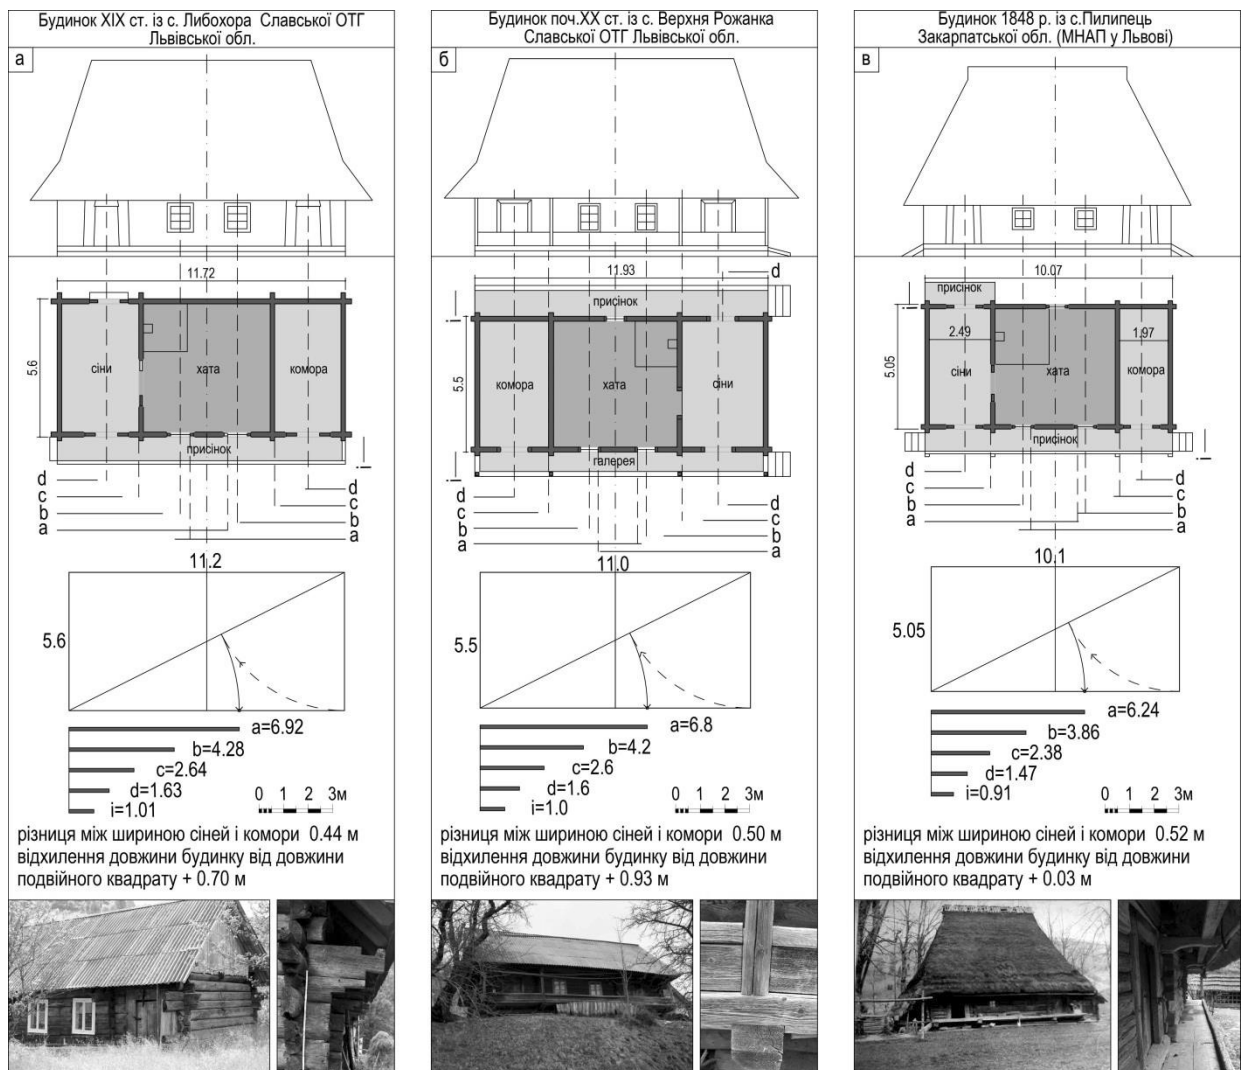 Будинок XIX ст. із с. Либохора Славської ОТГ
Львівської обл.
а
11.72
5.6
сіни
хата
комора
присінок
i
d
c
b
a
d
c
b
a
11.2
5.6
a=6.92
b=4.28
c=2.64
d=1.63
i=1.01
0 1 2 3м
різниця між шириною сіней і комори 0.44 м
відхилення довжини будинку від довжини
подвійного квадрату + 0.70 м
Будинок поч.XX ст. із с. Верхня Рожанка
Славської ОТГ Львівської обл.
б
11.93
d
присінок
i
5.5
комора
хата
сіни
галерея
i
d
c
b
a
d
c
b
a
11.0
5.5
a=6.8
b=4.2
c=2.6
d=1.6
i=1.0
0 1 2 3м
різниця між шириною сіней і комори 0.50 м
відхилення довжини будинку від довжини
подвійного квадрату + 0.93 м
Будинок 1848 р. із с.Пилипець
Закарпатської обл. (МНАП у Львові)
в
10.07
присінок
i
2.49
1.97
5.05
сіни
хата
комора
присінок
i
d
c
b
a
d
c
b
a
10.1
5.05
a=6.24
b=3.86
c=2.38
d=1.47
i=0.91
0 1 2 3м
різниця між шириною сіней і комори 0.52 м
відхилення довжини будинку від довжини
подвійного квадрату + 0.03 м